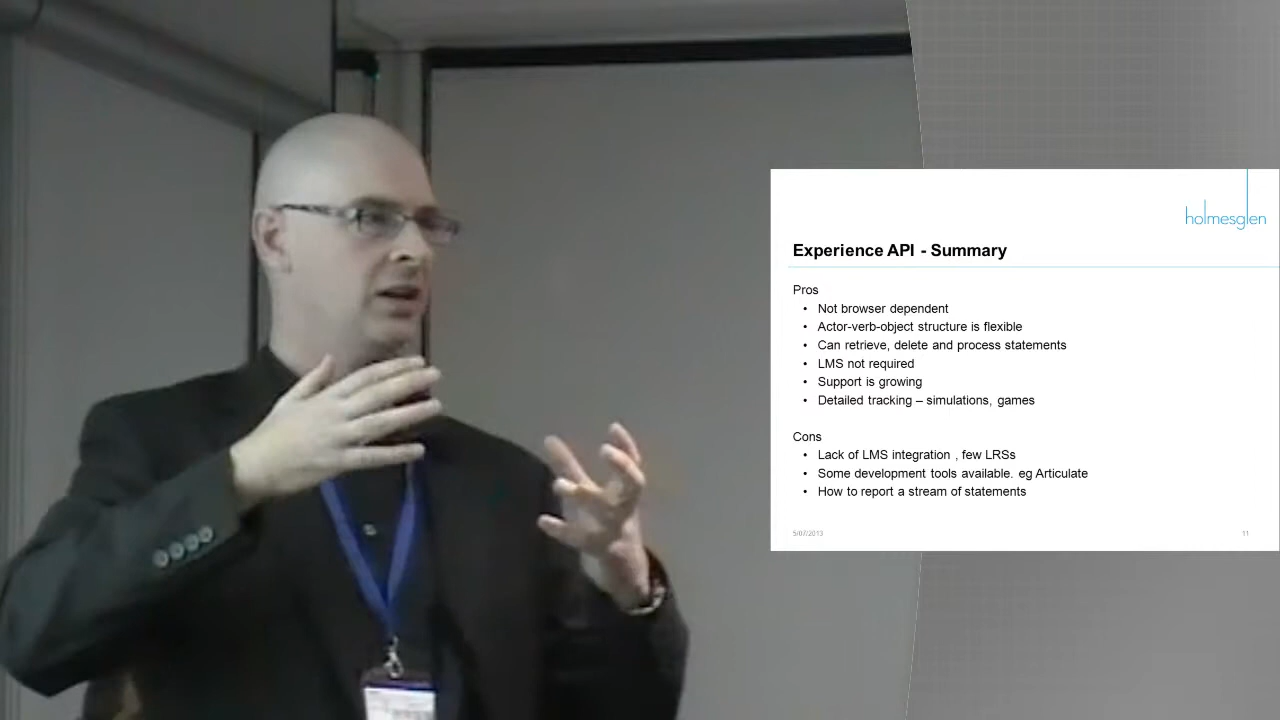 holmesglen
Experience API - Summary
Pros
• Not browser dependent
• Actor-verb-object structure is flexible
• Can retrieve, delete and process statements
• LMS not required
• Support is growing
• Detailed tracking – simulations, games
Cons
• Lack of LMS integration , few LRSs
• Some development tools available. eg Articulate
• How to report a stream of statements
5/07/2013
11